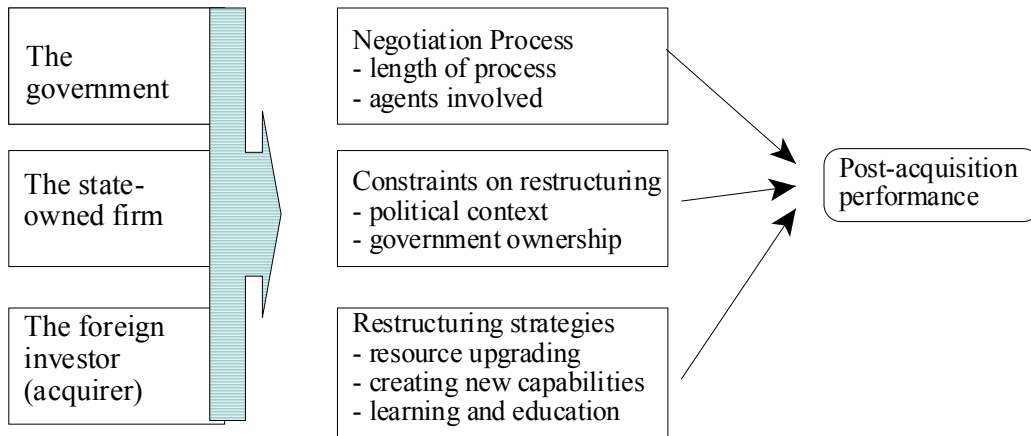 The
government
The state-
owned firm
The foreign
investor
(acquirer)
Negotiation Process
- length of process
- agents involved
Constraints on restructuring
- political context
- government ownership
Restructuring strategies
- resource upgrading
- creating new capabilities
- learning and education
Post-acquisition
performance